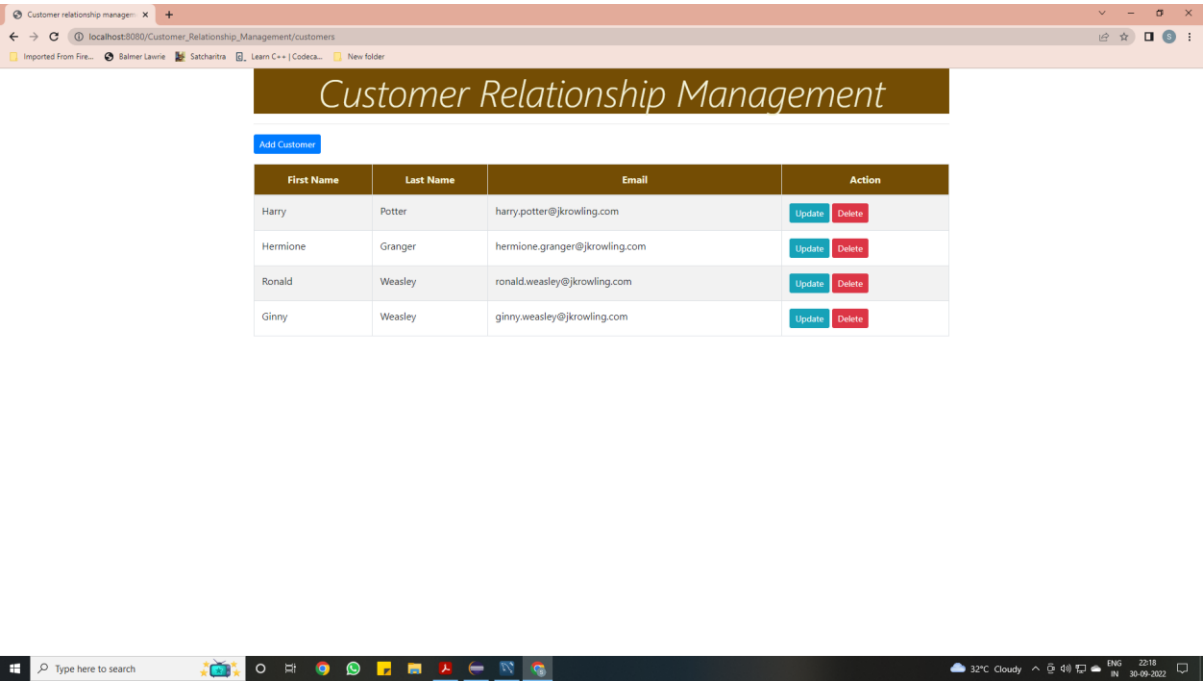 Customer relationship managem
localhost:8080/Customer_Relationship_Management/customers
S
Imported From Fire... Balmer Lawrie Satcharitra Learn C++ | Codeca... New folder
Customer Relationship Management
Add Customer
First Name Last Name Email Action
Harry Potter harry.potter@jkrowling.com Update Delete
Hermione Granger hermione.granger@jkrowling.com Update Delete
Ronald Weasley ronald.weasley@jkrowling.com Update Delete
Ginny Weasley ginny.weasley@jkrowling.com Update Delete
Type here to search 32°C Cloudy ENG 22:18
IN 30-09-2022